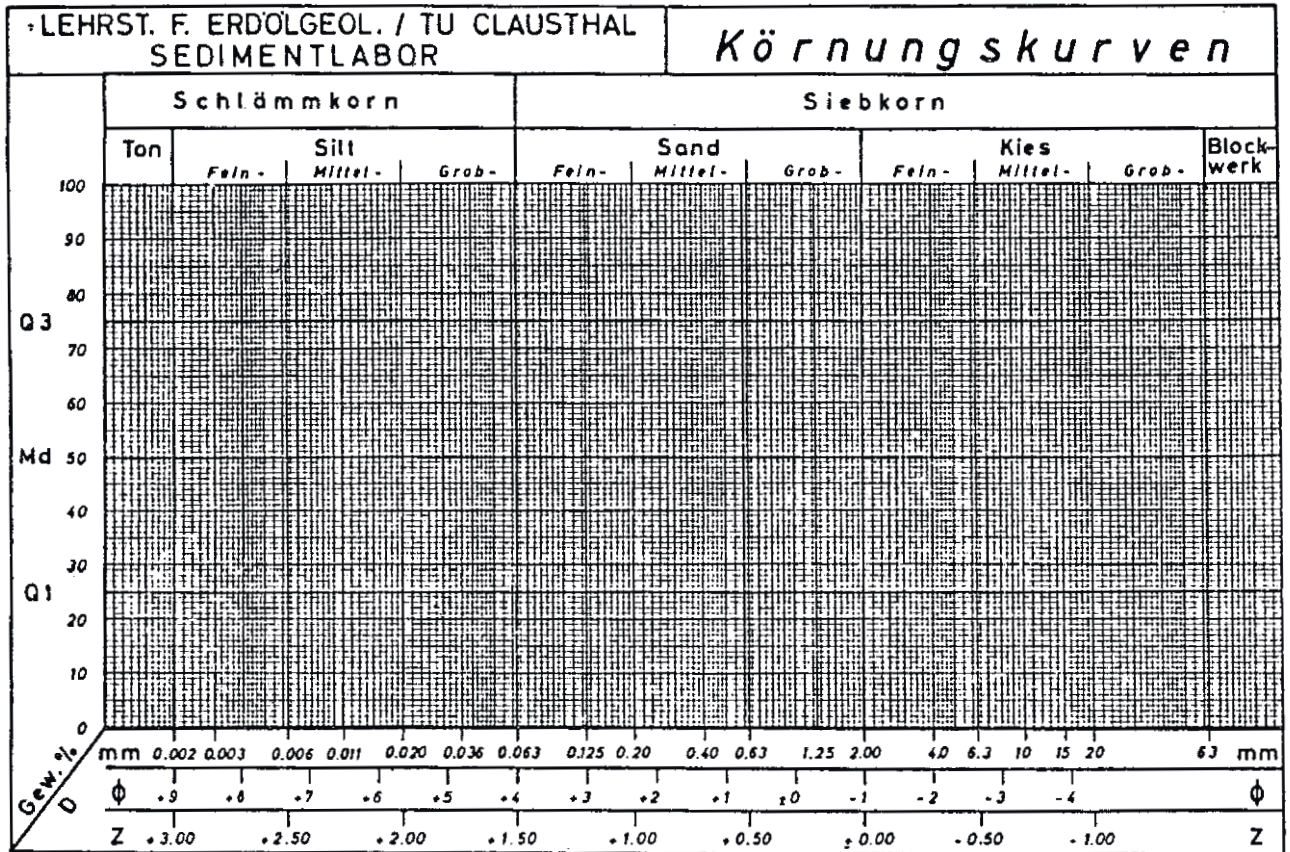 LEHRST. F. ERDÖLGEOL. / TU CLAUSTHAL
SEDIMENTLABOR
Körnungskurven
Schlämmkorn Siebkorn
Ton Silt Sand Kies Block-
werk
Fein- Mittel- Grob- Fein- Mittel- Grob- Fein- Mittel- Grob-
100
90
80
Q3
70
60
Md 50
40
30
Q1
20
10
0
Gew. %
D
mm 0.002 0.003 0.006 0.011 0.020 0.036 0.063 0.125 0.20 0.40 0.63 1.25 2.00 4.0 6.3 10 15 20 63 mm
ϕ +9 +8 +7 +6 +5 +4 +3 +2 +1 ±0 -1 -2 -3 -4 ϕ
Z +3.00 +2.50 +2.00 +1.50 +1.00 +0.50 ±0.00 -0.50 -1.00 Z